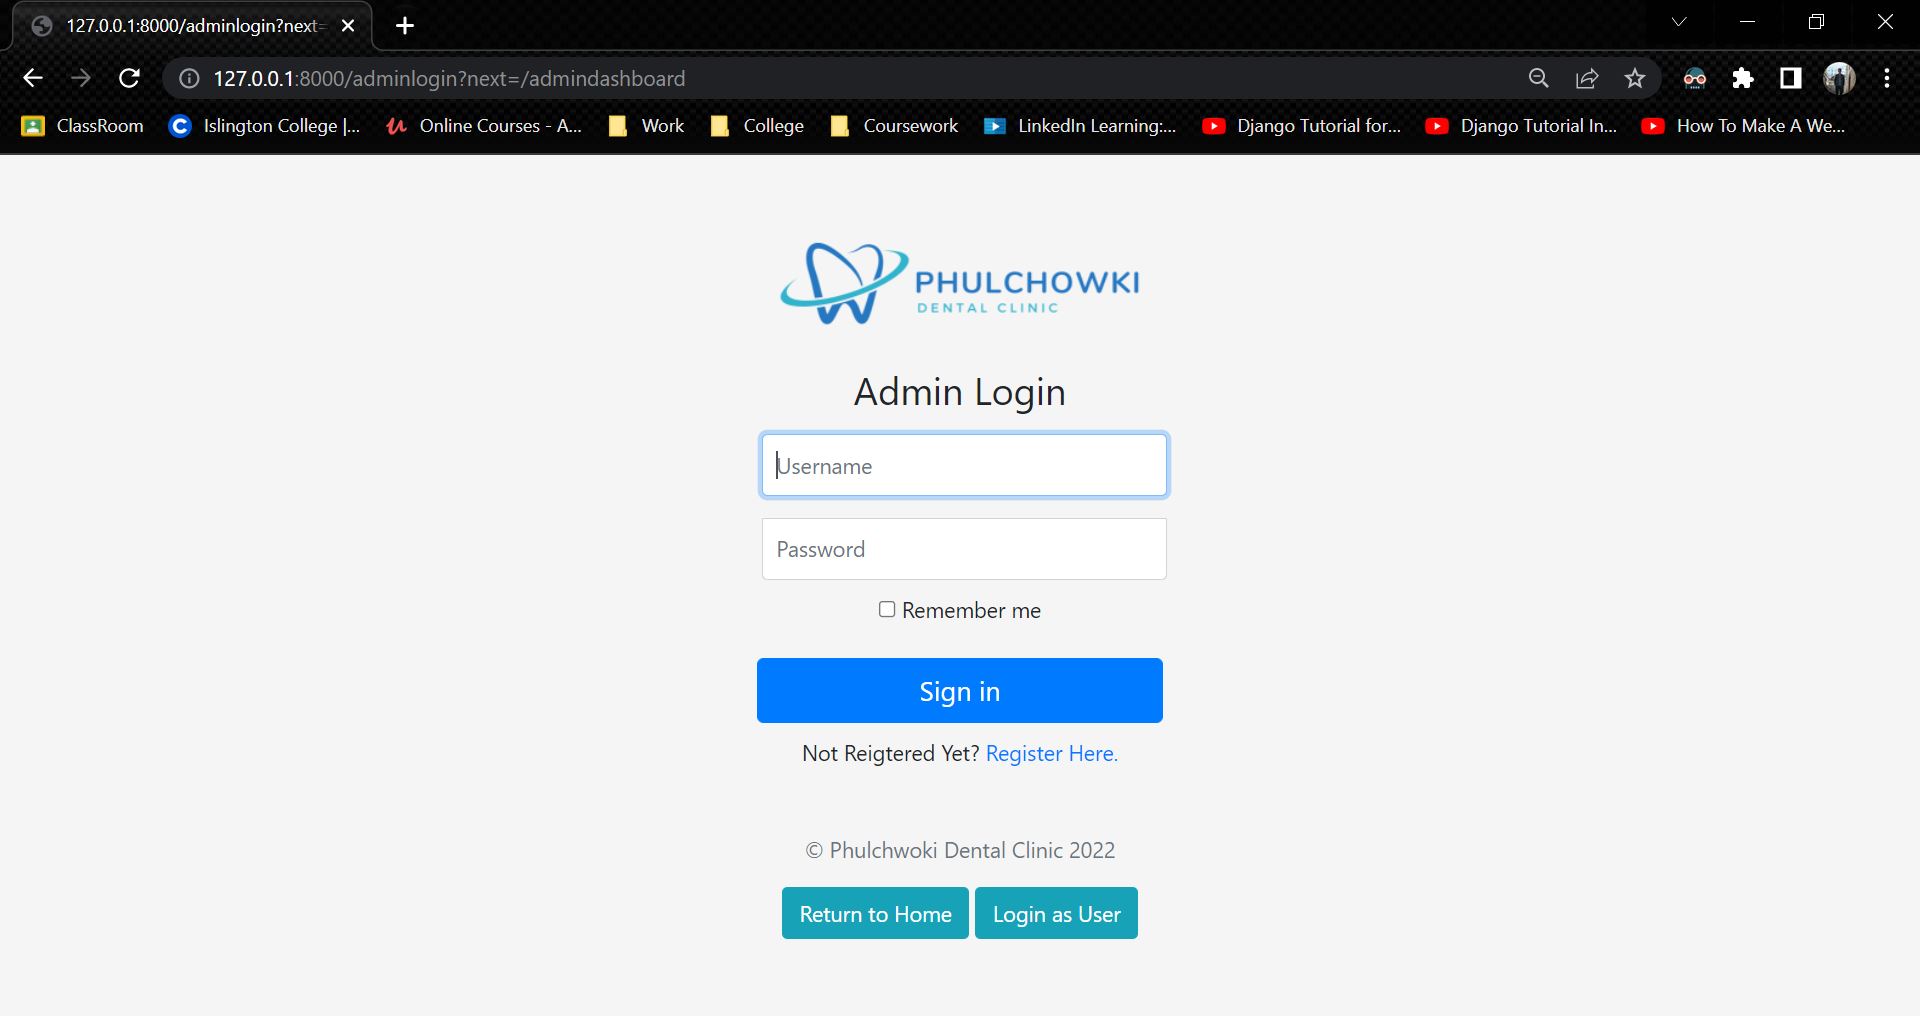 127.0.0.1:8000/adminlogin?next=
127.0.0.1:8000/adminlogin?next=/admindashboard
ClassRoom Islington College |... Online Courses - A... Work College Coursework LinkedIn Learning:... Django Tutorial for... Django Tutorial In... How To Make A We...
PHULCHOWKI
DENTAL CLINIC
Admin Login
Username
Password
Remember me
Sign in
Not Reigtered Yet? Register Here.
© Phulchwoki Dental Clinic 2022
Return to Home Login as User